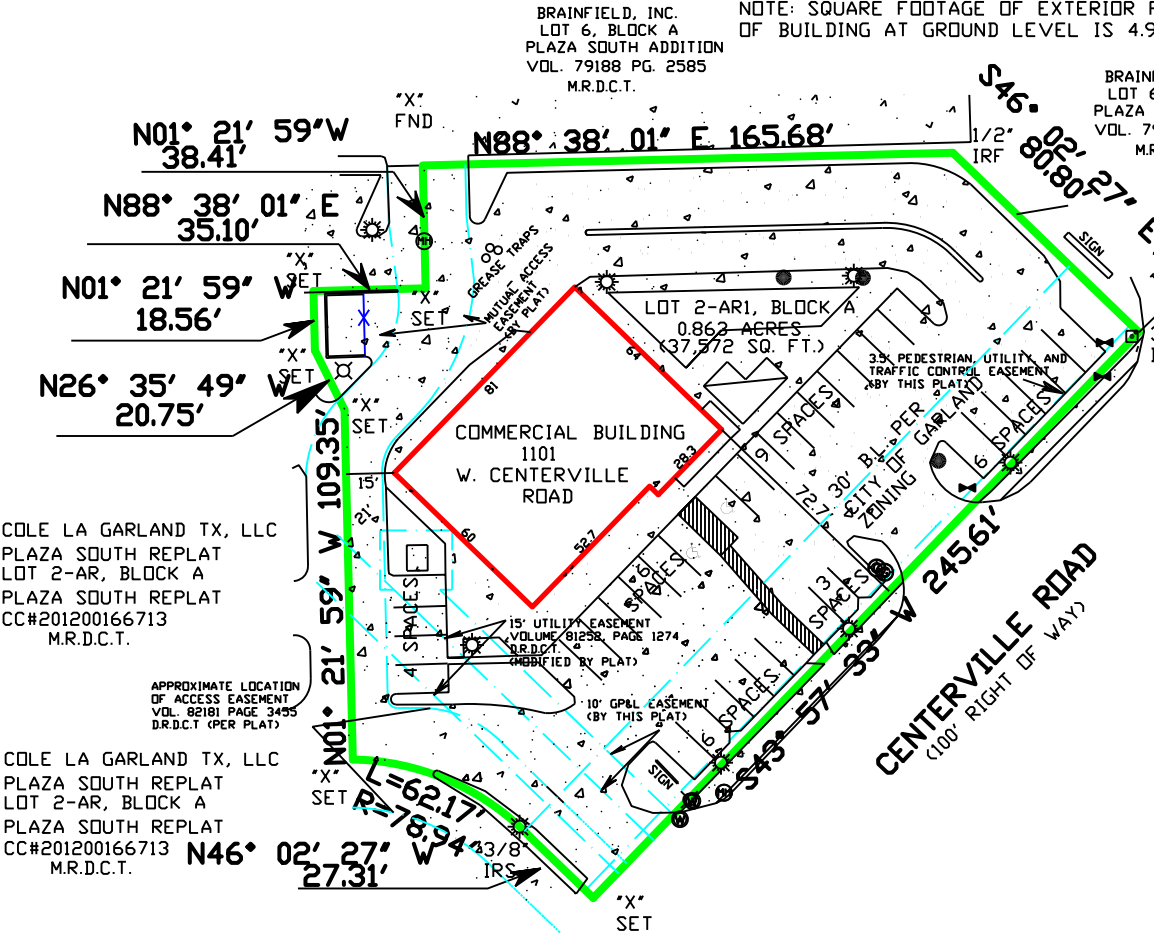 BRAINFIELD, INC.
LOT 6, BLOCK A
PLAZA SOUTH ADDITION
VOL. 79188 PG. 2585
M.R.D.C.T.
NOTE: SQUARE FOOTAGE OF EXTERIOR
OF BUILDING AT GROUND LEVEL IS 4.9
LOT 6
PLAZA
M.R
"X"
FND
N01° 21' 59"W
38.41'
N88° 38' 01" E 165.68'
1/2"
IRF
S46° 02' 27" E
80.80'
N88° 38' 01" E
35.10'
"X"
SET
N01° 21' 59" W
18.56'
"X"
SET
"X"
SET
N26° 35' 49" W
20.75'
"X"
SET
GREASE TRAPS
MUTUAL ACCESS
EASEMENT
(BY PLAT)
SIGN
LOT 2-AR1, BLOCK A
0.863 ACRES
(37,572 SQ. FT.)
3.5' PEDESTRIAN, UTILITY, AND
TRAFFIC CONTROL EASEMENT
(BY THIS PLAT)
64
81
28.3
60
52.7
COMMERCIAL BUILDING
1101
W. CENTERVILLE
ROAD
9 SPACES
6 SPACES
30' B.L. PER
CITY OF GARLAND
ZONING
72.7
15'
21'
N01° 21' 59" W 109.35'
COLE LA GARLAND TX, LLC
PLAZA SOUTH REPLAT
LOT 2-AR, BLOCK A
PLAZA SOUTH REPLAT
CC#201200166713
M.R.D.C.T.
4 SPACES
6 SPACES
3 SPACES
6 SPACES
15' UTILITY EASEMENT
VOLUME 81252, PAGE 1274
D.R.D.C.T.
(MODIFIED BY PLAT)
S43° 57' 33" W 245.61'
CENTERVILLE ROAD
(100' RIGHT OF WAY)
APPROXIMATE LOCATION
OF ACCESS EASEMENT
VOL. 82181 PAGE 3455
D.R.D.C.T (PER PLAT)
10' GP&L EASEMENT
(BY THIS PLAT)
SIGN
COLE LA GARLAND TX, LLC
PLAZA SOUTH REPLAT
LOT 2-AR, BLOCK A
PLAZA SOUTH REPLAT
CC#201200166713
M.R.D.C.T.
"X"
SET
L=62.17'
R=78.94'
N46° 02' 27" W
27.31'
3/8"
IRS
"X"
SET
MH
W
W
MH